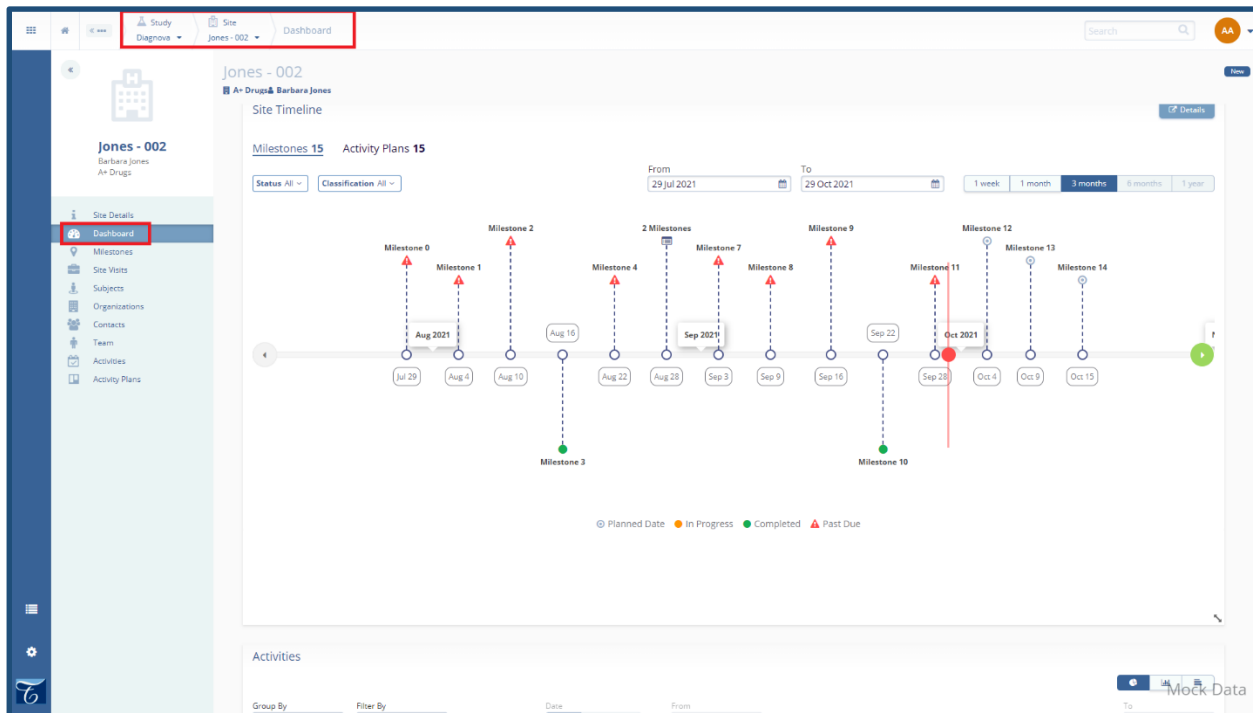 Study
Diagnova
Site
Jones - 002
Dashboard
Search
AA
Jones - 002
A+ Drugs Barbara Jones
New
Jones - 002
Barbara Jones
A+ Drugs
Site Details
Dashboard
Milestones
Site Visits
Subjects
Organizations
Contacts
Team
Activities
Activity Plans
Site Timeline
Details
Milestones 15 Activity Plans 15
Status All
Classification All
From
29 Jul 2021
To
29 Oct 2021
1 week 1 month 3 months 6 months 1 year
Milestone 2 2 Milestones Milestone 9 Milestone 12
Milestone 0 Milestone 7 Milestone 13
Milestone 1 Milestone 4 Milestone 8 Milestone 11 Milestone 14
Aug 2021 Aug 16 Sep 2021 Sep 22 Oct 2021
Jul 29 Aug 4 Aug 10 Aug 22 Aug 28 Sep 3 Sep 9 Sep 16 Sep 28 Oct 4 Oct 9 Oct 15
Milestone 3 Milestone 10
Planned Date In Progress Completed Past Due
Activities
Mock Data
Group By Filter By Date From To